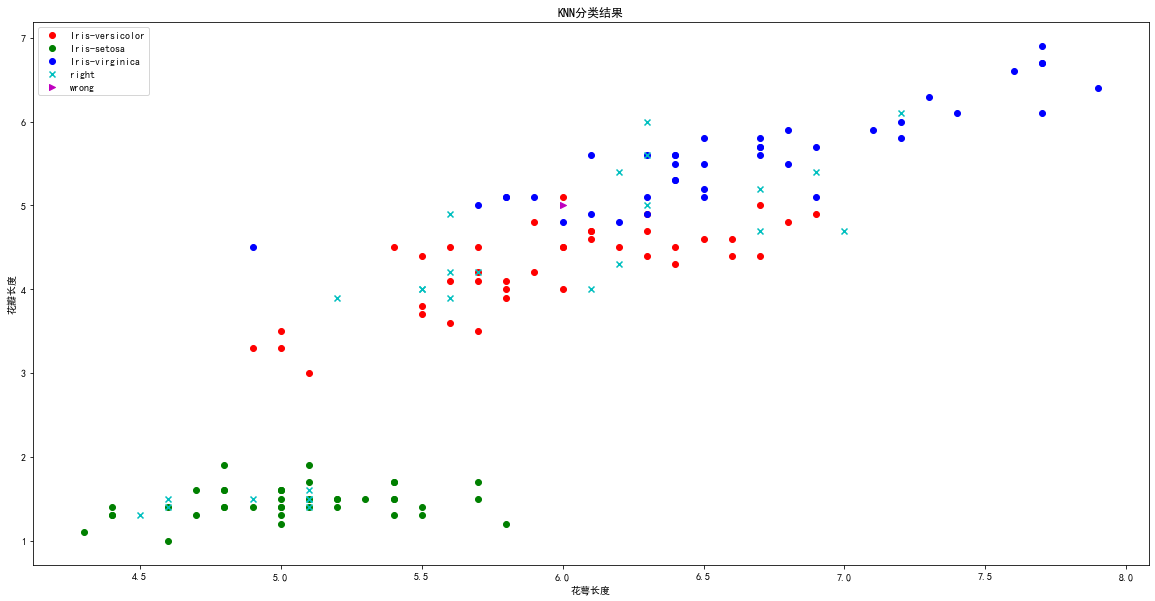 KNN分类结果
Iris-versicolor
Iris-setosa
Iris-virginica
right
wrong
7
6
5
4
3
2
1
花瓣长度
4.5
5.0
5.5
6.0
6.5
7.0
7.5
8.0
花萼长度